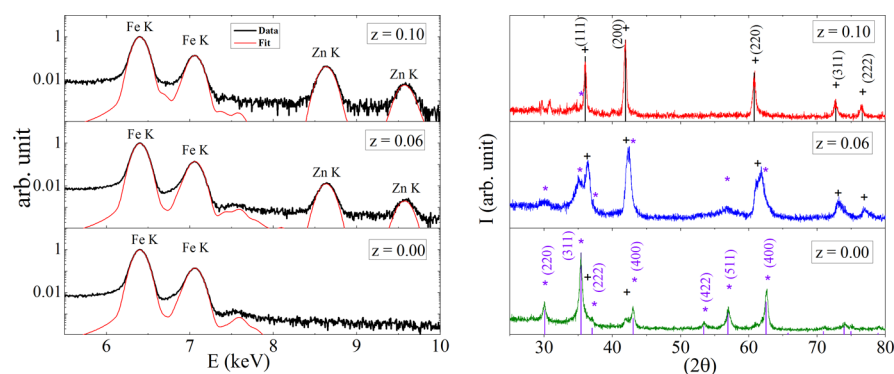 Fe K
Fe K
Data
Fit
z = 0.10
0.01
Zn K
Zn K
1
Fe K
Fe K
z = 0.06
0.01
Zn K
Zn K
1
Fe K
Fe K
z = 0.00
0.01
arb. unit
6 7 8 9 10
E (keV)
(111)
+
(200)
+
+ (220)
z = 0.10
+ (311)
+ (222)
*
z = 0.06
* * + * + * * + * + +
z = 0.00
* (220)
(311) *
+
* (222)
+
* (400)
* (422)
* (511)
* (400)
I (arb. unit)
30 40 50 60 70 80
(2θ)